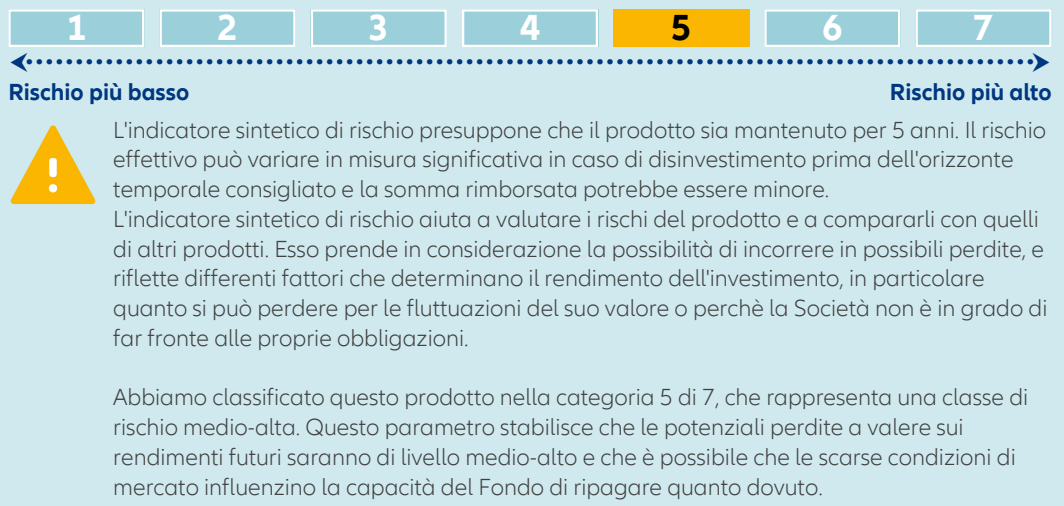 1 2 3 4 5 6 7
Rischio più basso Rischio più alto
L'indicatore sintetico di rischio presuppone che il prodotto sia mantenuto per 5 anni. Il rischio
effettivo può variare in misura significativa in caso di disinvestimento prima dell'orizzonte
temporale consigliato e la somma rimborsata potrebbe essere minore.
L'indicatore sintetico di rischio aiuta a valutare i rischi del prodotto e a compararli con quelli
di altri prodotti. Esso prende in considerazione la possibilità di incorrere in possibili perdite, e
riflette differenti fattori che determinano il rendimento dell'investimento, in particolare
quanto si può perdere per le fluttuazioni del suo valore o perchè la Società non è in grado di
far fronte alle proprie obbligazioni.
Abbiamo classificato questo prodotto nella categoria 5 di 7, che rappresenta una classe di
rischio medio-alta. Questo parametro stabilisce che le potenziali perdite a valere sui
rendimenti futuri saranno di livello medio-alto e che è possibile che le scarse condizioni di
mercato influenzino la capacità del Fondo di ripagare quanto dovuto.